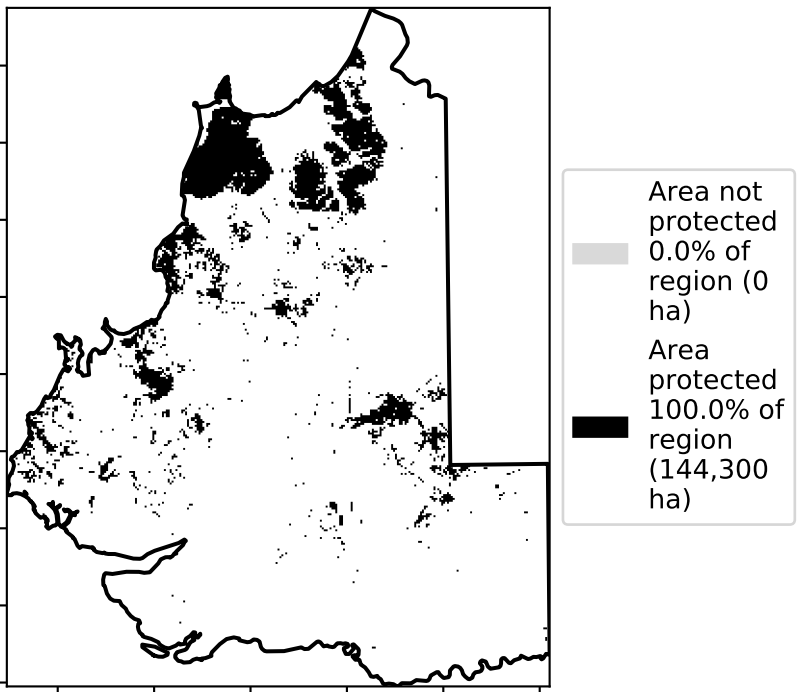 Area not
protected
0.0% of
region (0
ha)
Area
protected
100.0% of
region
(144,300
ha)